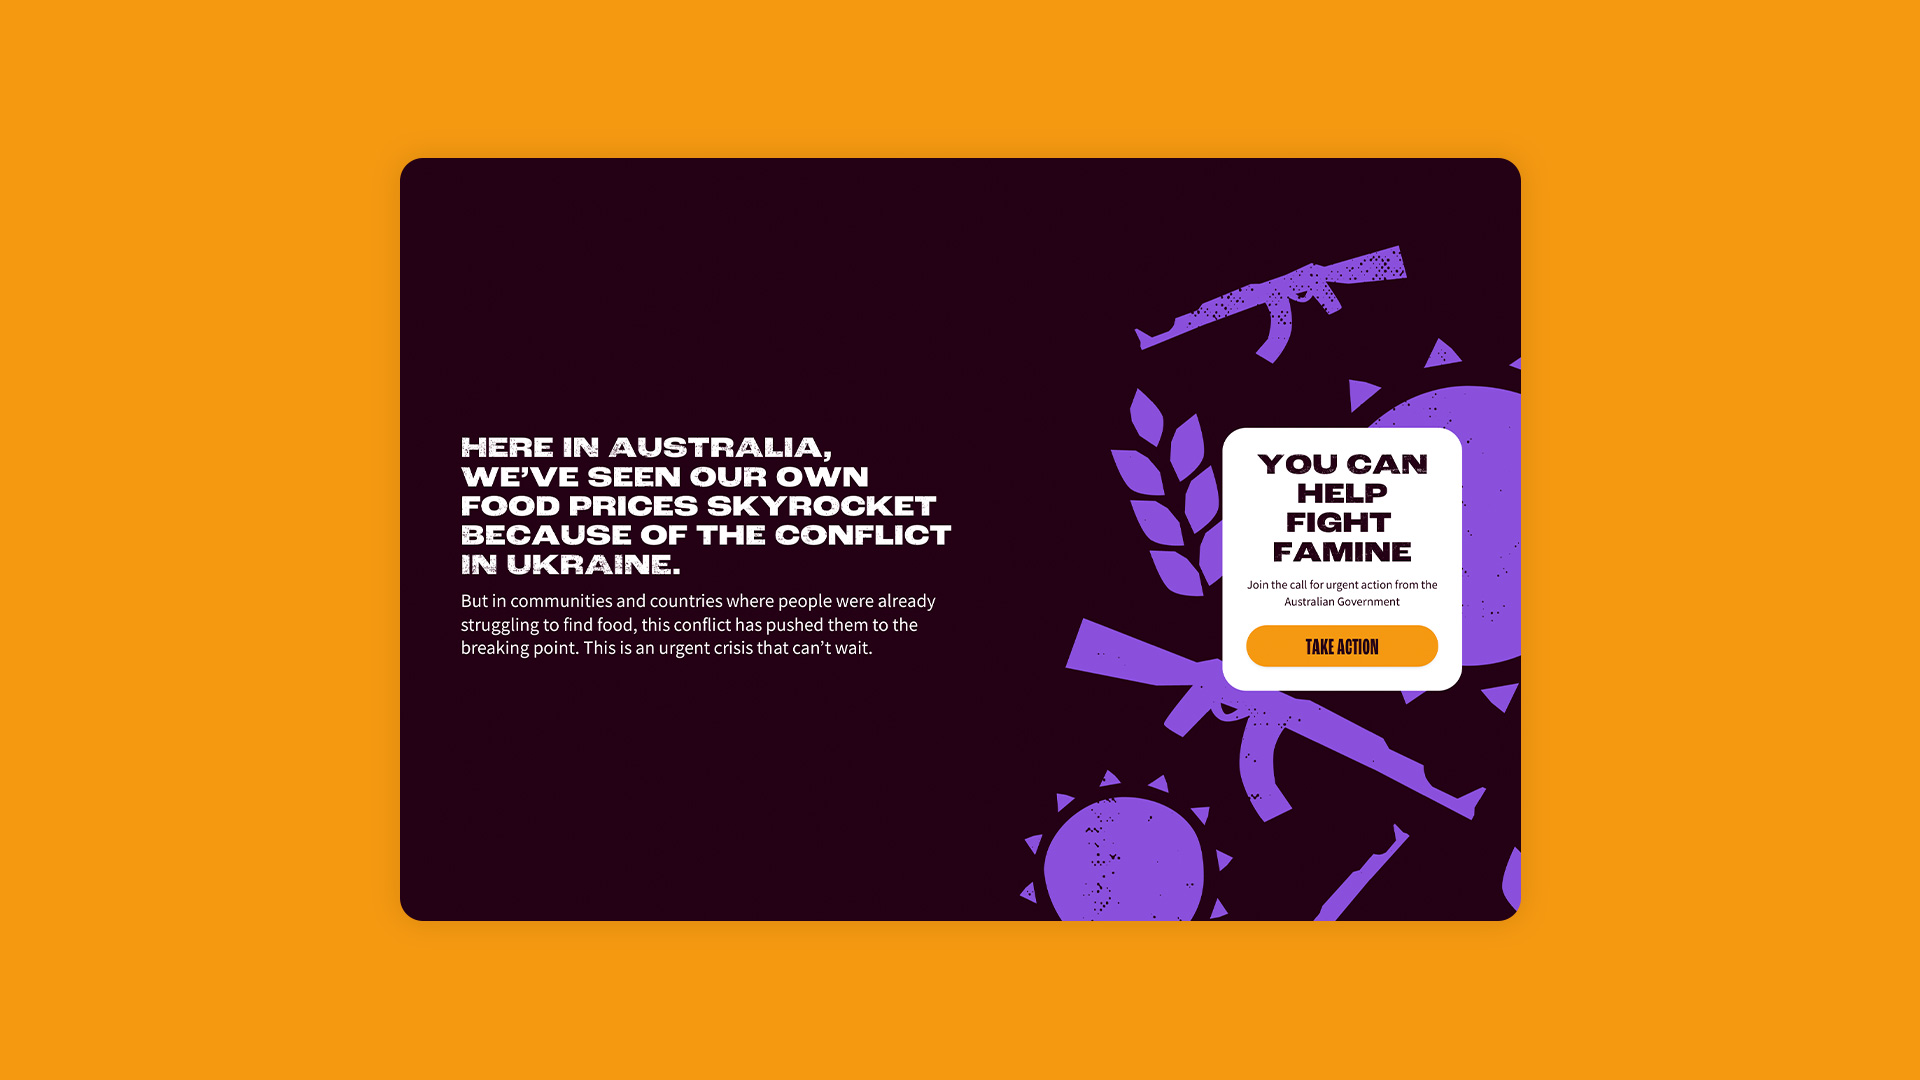 HERE IN AUSTRALIA,
WE’VE SEEN OUR OWN
FOOD PRICES SKYROCKET
BECAUSE OF THE CONFLICT
IN UKRAINE.
But in communities and countries where people were already
struggling to find food, this conflict has pushed them to the
breaking point. This is an urgent crisis that can’t wait.
YOU CAN
HELP
FIGHT
FAMINE
Join the call for urgent action from the
Australian Government
TAKE ACTION